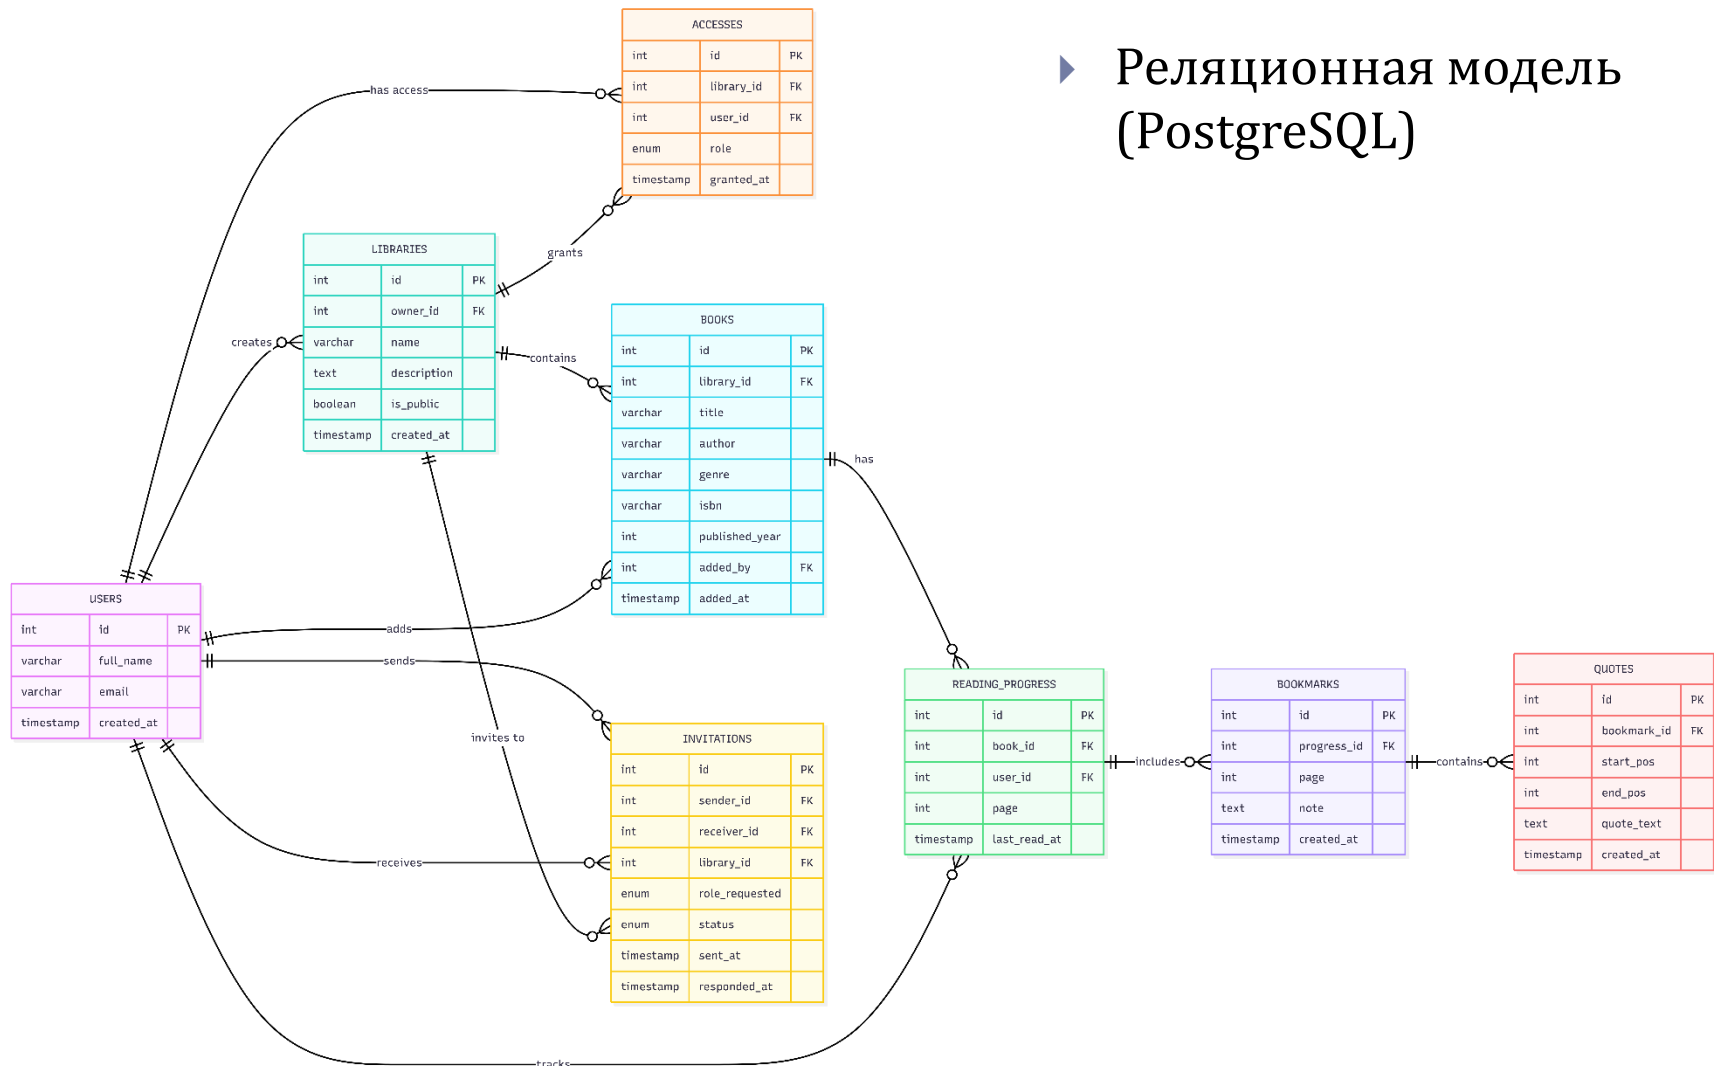 Реляционная модель
(PostgreSQL)
ACCESSES
int id PK
int library_id FK
int user_id FK
enum role
timestamp granted_at
has access
grants
LIBRARIES
int id PK
int owner_id FK
varchar name
text description
boolean is_public
timestamp created_at
creates
contains
BOOKS
int id PK
int library_id FK
varchar title
varchar author
varchar genre
varchar isbn
int published_year
int added_by FK
timestamp added_at
has
USERS
int id PK
varchar full_name
varchar email
timestamp created_at
adds
sends
invites to
receives
tracks
INVITATIONS
int id PK
int sender_id FK
int receiver_id FK
int library_id FK
enum role_requested
enum status
timestamp sent_at
timestamp responded_at
READING_PROGRESS
int id PK
int book_id FK
int user_id FK
int page
timestamp last_read_at
includes
BOOKMARKS
int id PK
int progress_id FK
int page
text note
timestamp created_at
contains
QUOTES
int id PK
int bookmark_id FK
int start_pos
int end_pos
text quote_text
timestamp created_at